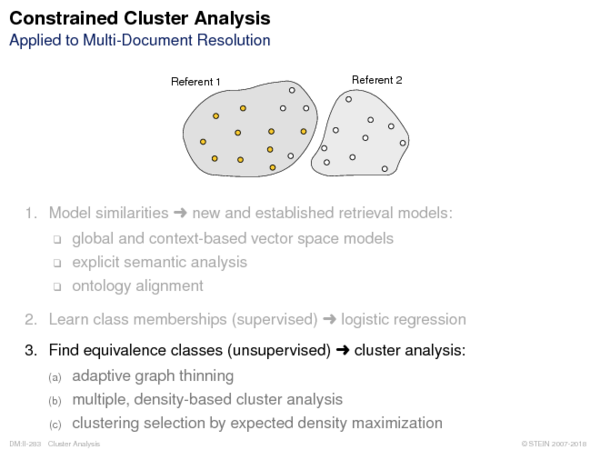 Constrained Cluster Analysis
Applied to Multi-Document Resolution
Referent 1
Referent 2
1. Model similarities ➜ new and established retrieval models:
❑ global and context-based vector space models
❑ explicit semantic analysis
❑ ontology alignment
2. Learn class memberships (supervised) ➜ logistic regression
3. Find equivalence classes (unsupervised) ➜ cluster analysis:
(a) adaptive graph thinning
(b) multiple, density-based cluster analysis
(c) clustering selection by expected density maximization
DM:II-283 Cluster Analysis
© STEIN 2007-2018